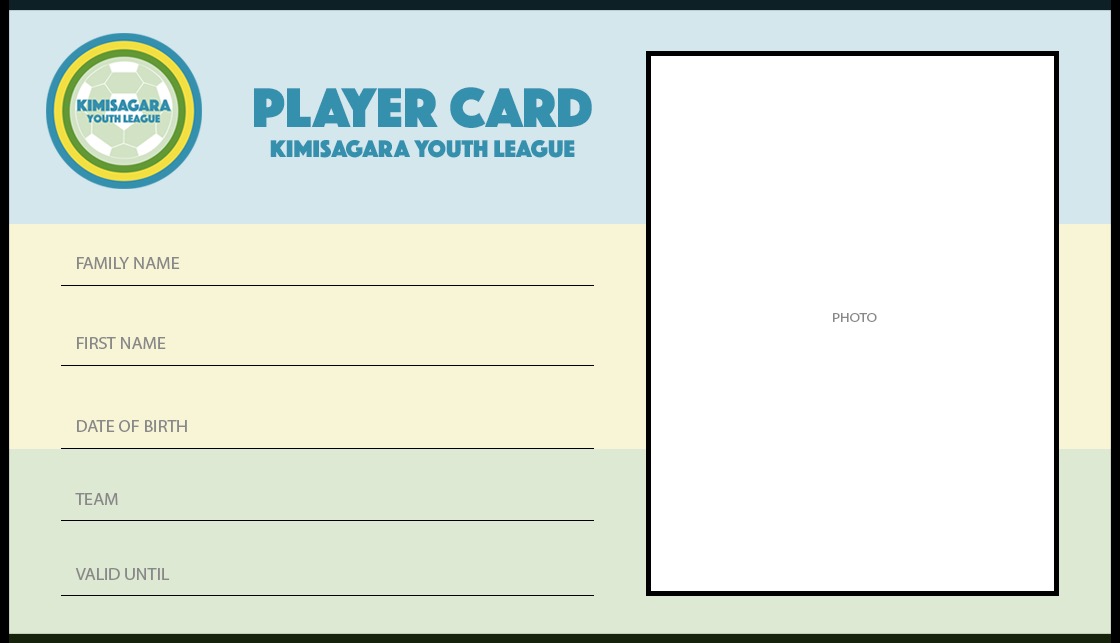 KIMISAGARA
YOUTH LEAGUE
PLAYER CARD
KIMISAGARA YOUTH LEAGUE
FAMILY NAME
FIRST NAME
DATE OF BIRTH
TEAM
VALID UNTIL
PHOTO